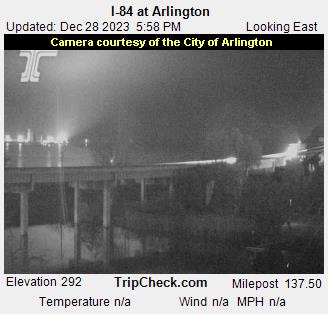 I-84 at Arlington
Updated: Dec 28 2023 5:58 PM Looking East
Camera courtesy of the City of Arlington
Elevation 292 TripCheck.com Milepost 137.50
Temperature n/a Wind n/a MPH n/a